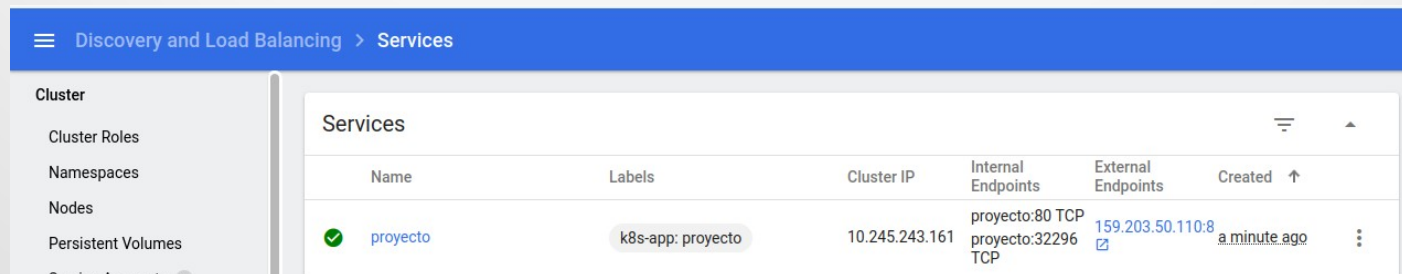 Discovery and Load Balancing > Services
Cluster
Cluster Roles
Namespaces
Nodes
Persistent Volumes
Services
Name
Labels
Cluster IP
Internal
Endpoints
External
Endpoints
Created
proyecto
k8s-app: proyecto
10.245.243.161
proyecto:80 TCP
proyecto:32296
TCP
159.203.50.110:8
a minute ago